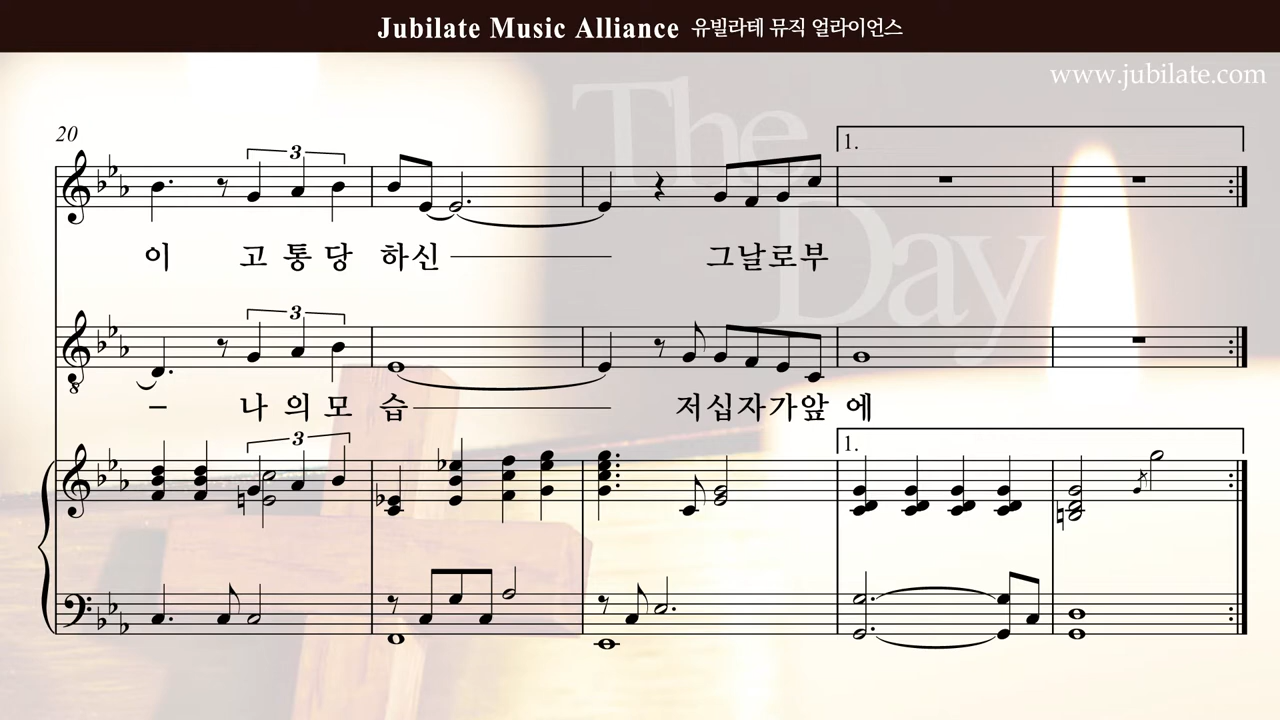 Jubilate Music Alliance 유빌라테 뮤직 얼라이언스
www.jubilate.com
The
Day
20
3
1.
이 고 통 당 하신 그날로부
3
나 의 모 습 저십자가앞 에
3
1.